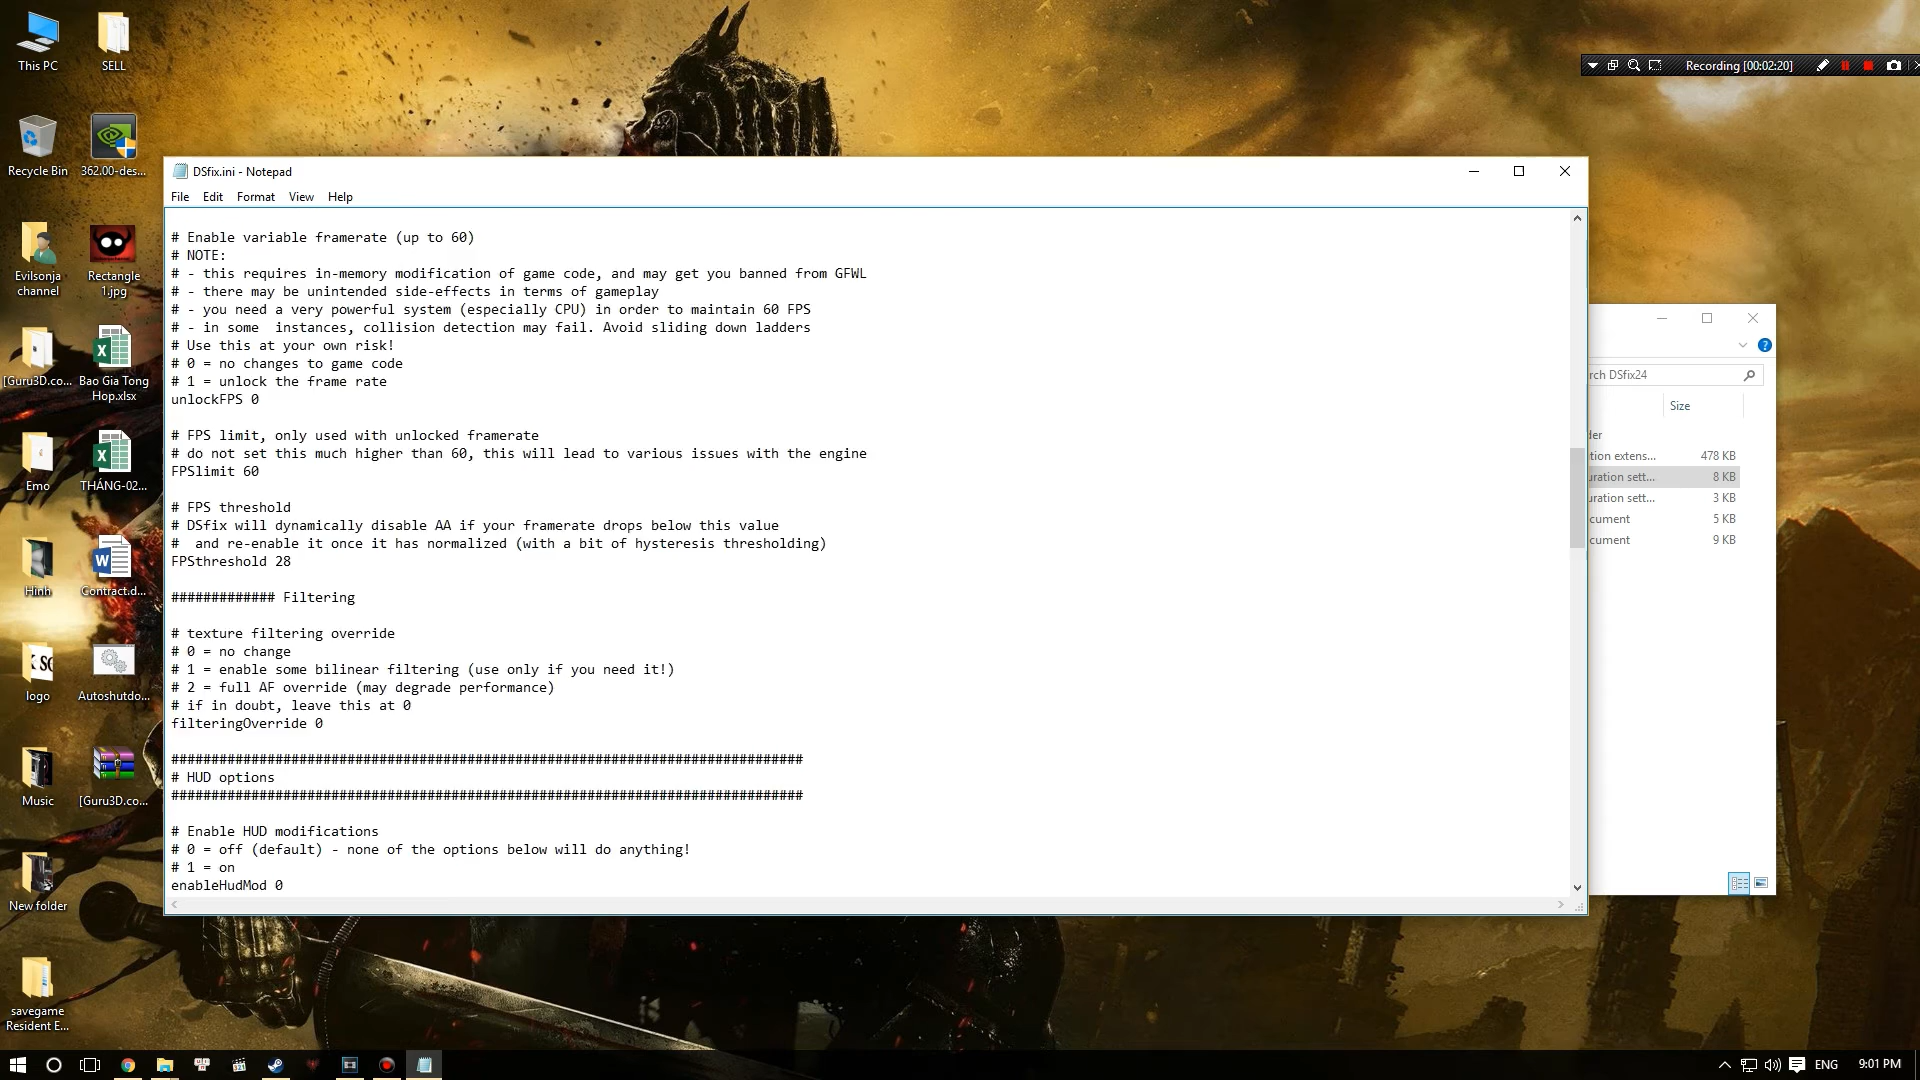 This PC
SELL
Recording [00:02:20]
Recycle Bin
362.00-des...
DSfix.ini - Notepad
File Edit Format View Help
# Enable variable framerate (up to 60)
# NOTE:
# - this requires in-memory modification of game code, and may get you banned from GFWL
# - there may be unintended side-effects in terms of gameplay
# - you need a very powerful system (especially CPU) in order to maintain 60 FPS
# - in some  instances, collision detection may fail. Avoid sliding down ladders
# Use this at your own risk!
# 0 = no changes to game code
# 1 = unlock the frame rate
unlockFPS 0
# FPS limit, only used with unlocked framerate
# do not set this much higher than 60, this will lead to various issues with the engine
FPSlimit 60
# FPS threshold
# DSfix will dynamically disable AA if your framerate drops below this value
#  and re-enable it once it has normalized (with a bit of hysteresis thresholding)
FPSthreshold 28
############# Filtering
# texture filtering override
# 0 = no change
# 1 = enable some bilinear filtering (use only if you need it!)
# 2 = full AF override (may degrade performance)
# if in doubt, leave this at 0
filteringOverride 0
###############################################################################
# HUD options
###############################################################################
# Enable HUD modifications
# 0 = off (default) - none of the options below will do anything!
# 1 = on
enableHudMod 0
Evilsonja
channel
Rectangle
1.jpg
[Guru3D.co...
Bao Gia Tong
Hop.xlsx
Emo
THÁNG-02...
Hinh
Contract.d...
logo
Autoshutdo...
Music
[Guru3D.co...
New folder
savegame
Resident E...
rch DSfix24
Size
der
tion extens... 478 KB
uration sett... 8 KB
uration sett... 3 KB
cument 5 KB
cument 9 KB
ENG
9:01 PM